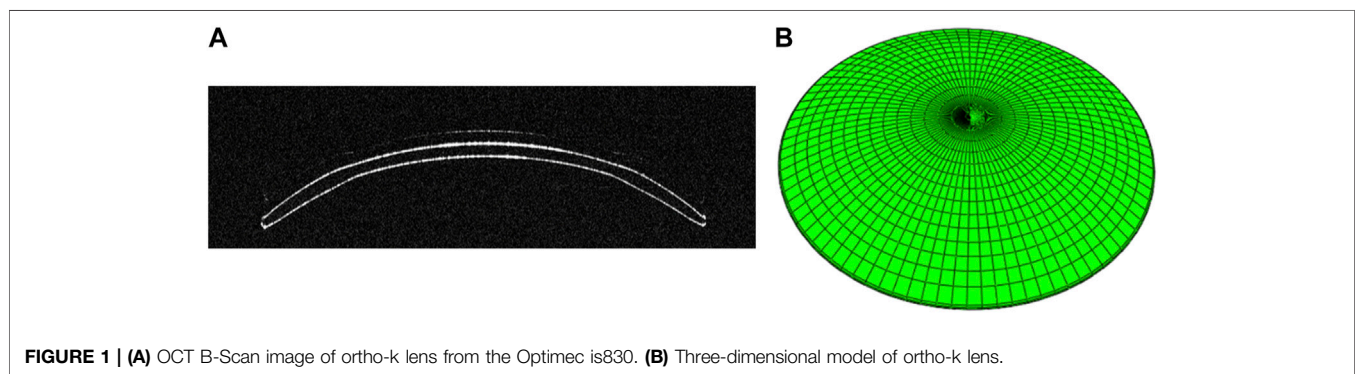 A
B
FIGURE 1 | (A) OCT B-Scan image of ortho-k lens from the Optimec is830. (B) Three-dimensional model of ortho-k lens.